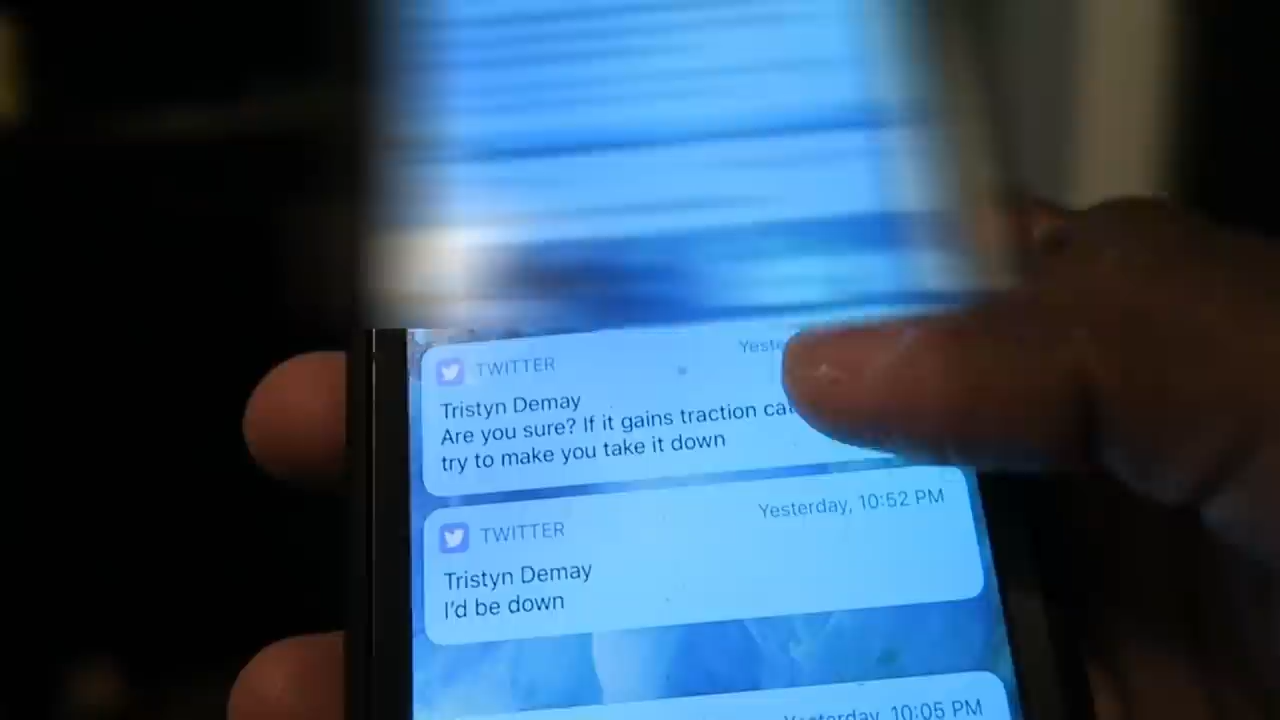 TWITTER
Tristyn Demay
Are you sure? If it gains traction
try to make you take it down
TWITTER
Yesterday, 10:52 PM
Tristyn Demay
I'd be down
Yesterday, 10:05 PM